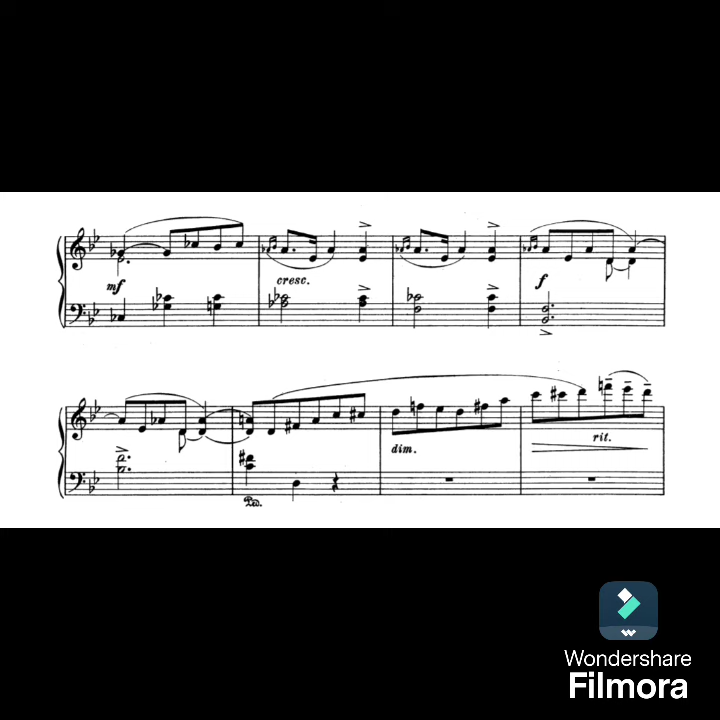 mf
cresc.
f
dim.
rit.
Ped.
Wondershare
Filmora